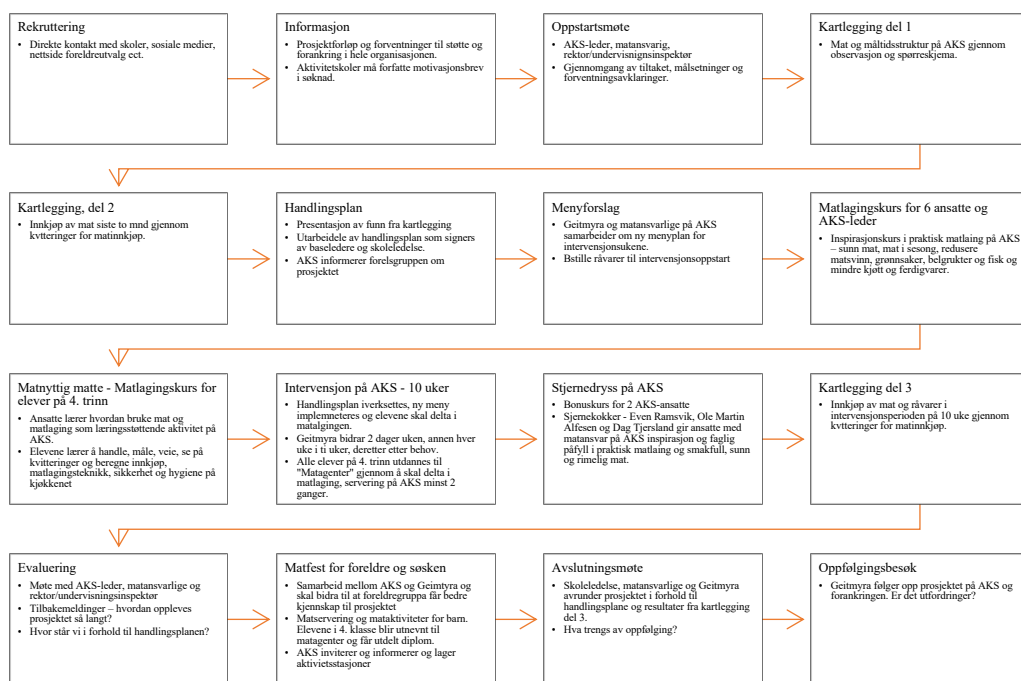 Rekruttering
• Direkte kontakt med skoler, sosiale medier,
nettside foreldreutvalg ect.
Informasjon
• Prosjektforløp og forventninger til støtte og
forankring i hele organisasjonen.
• Aktivitetskoler må forfatte motivasjonsbrev
i søknad.
Oppstartsmøte
• AKS-leder, matansvarig,
rektor/undervisnignsinspektør
• Gjennomgang av tiltaket, målsetninger og
forventningsavklaringer.
Kartlegging del 1
• Mat og måltidsstruktur på AKS gjennom
observasjon og spørreskjema.
Kartlegging, del 2
• Innkjøp av mat siste to mnd gjennom
kvtteringer for matinnkjøp.
Handlingsplan
• Presentasjon av funn fra kartlegging
• Utarbeidele av handlingsplan som signers
av baseledere og skoleledelse.
• AKS informerer forelsgruppen om
prosjektet
Menyforslag
• Geitmyra og matansvarlige på AKS
samarbeider om ny menyplan for
intervensjonsukene.
• Bstille råvarer til intervensjonsoppstart
Matlagingskurs for 6 ansatte og
AKS-leder
• Inspirasjonskurs i praktisk matlaing på AKS
– sunn mat, mat i sesong, redusere
matsvinn, grønnsaker, belgrukter og fisk og
mindre kjøtt og ferdigvarer.
Matnyttig matte - Matlagingskurs for
elever på 4. trinn
• Ansatte lærer hvordan bruke mat og
matlaging som læringsstøttende aktivitet på
AKS.
• Elevene lærer å handle, måle, veie, se på
kvitteringer og beregne innkjøp,
matlagingsteknikk, sikkerhet og hygiene på
kjøkkenet
Intervensjon på AKS - 10 uker
• Handlingsplan iverksettes, ny meny
implemneteres og elevene skal delta i
matalgingen.
• Geitmyra bidrar 2 dager uken, annen hver
uke i ti uker, deretter etter behov.
• Alle elever på 4. trinn utdannes til
"Matagenter" gjennom å skal delta i
matlaging, servering på AKS minst 2
ganger.
Stjernedryss på AKS
• Bonuskurs for 2 AKS-ansatte
• Sjernekokker - Even Ramsvik, Ole Martin
Alfesen og Dag Tjersland gir ansatte med
matansvar på AKS inspirasjon og faglig
påfyll i praktisk matlaing og smakfull, sunn
og rimelig mat.
Kartlegging del 3
• Innkjøp av mat og råvarer i
intervensjonsperioden på 10 uke gjennom
kvtteringer for matinnkjøp.
Evaluering
• Møte med AKS-leder, matansvarlige og
rektor/undervisningsinspektør
• Tilbakemeldinger – hvordan oppleves
prosjektet så langt?
• Hvor står vi i forhold til handlingsplanen?
Matfest for foreldre og søsken
• Samarbeid mellom AKS og Geimtyra og
skal bidra til at foreldregruppa får bedre
kjennskap til prosjektet
• Matservering og mataktiviteter for barn.
Elevene i 4. klasse blir utnevnt til
matagenter og får utdelt diplom.
• AKS inviterer og informerer og lager
aktivietsstasjoner
Avslutningsmøte
• Skoleledelse, matansvarlige og Geitmyra
avrunder prosjektet i forhold til
handlingsplane og resultater fra kartlegging
del 3.
• Hva trengs av oppfølging?
Oppfølgingsbesøk
• Geitmyra følger opp prosjektet på AKS og
forankringen. Er det utfordringer?